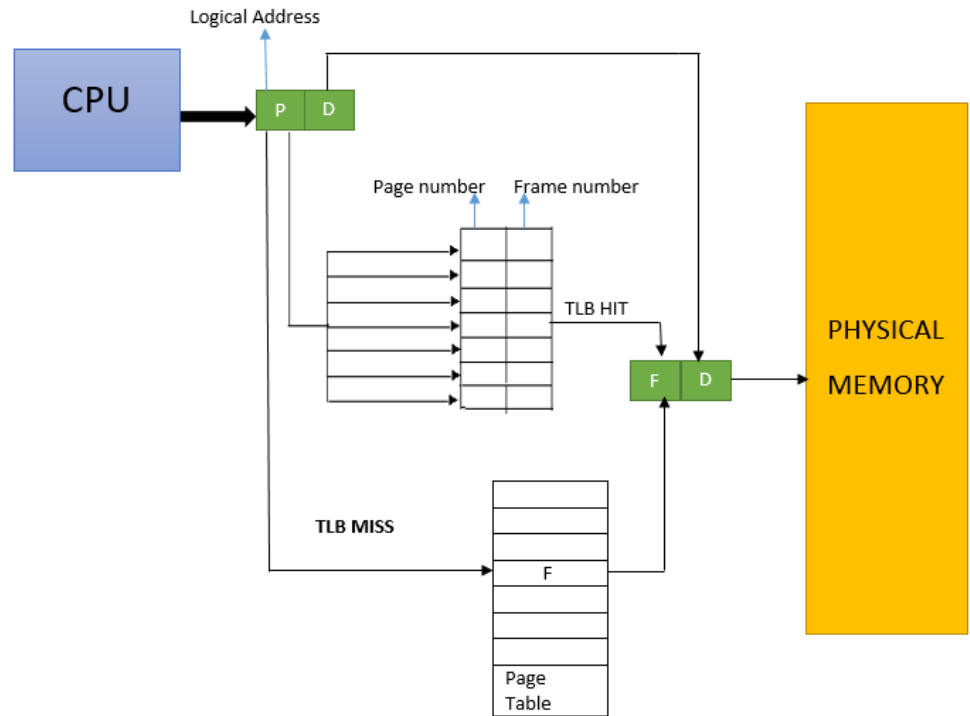 Logical Address
CPU
P D
Page number Frame number
TLB HIT
F D
PHYSICAL
MEMORY
TLB MISS
F
Page
Table